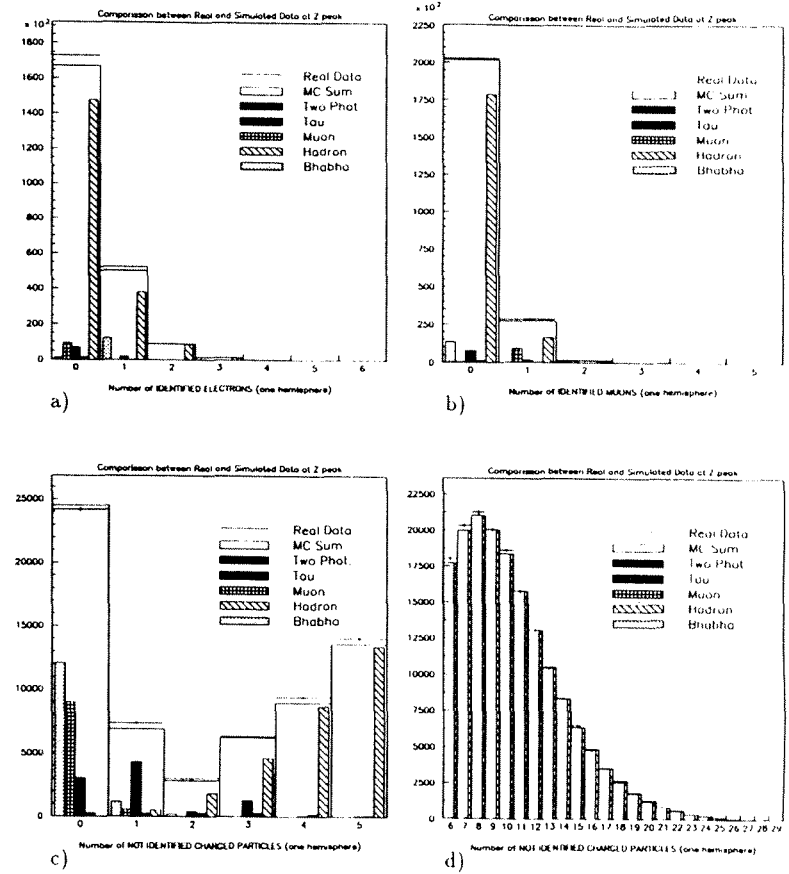 a)
Comparisson between Real and Simulated Data at Z peak
x 10²
1800
1600
1400
1200
1000
800
600
400
200
0
Real Data
MC Sum
Two Phot
Tau
Muon
Hadron
Bhabha
0 1 2 3 4 5 6
Number of IDENTIFIED ELECTRONS (one hemisphere)
a)
Comparisson between Real and Simulated Data at Z peak
x 10²
2250
2000
1750
1500
1250
1000
750
500
250
0
Real Data
MC Sum
Two Phot
Tau
Muon
Hadron
Bhabha
0 1 2 3 4 5
Number of IDENTIFIED MUONS (one hemisphere)
b)
Comparisson between Real and Simulated Data at Z peak
25000
20000
15000
10000
5000
0
Real Data
MC Sum
Two Phot.
Tau
Muon
Hadron
Bhabha
0 1 2 3 4 5
Number of NOT IDENTIFIED CHARGED PARTICLES (one hemisphere)
c)
Comparisson between Real and Simulated Data at Z peak
22500
20000
17500
15000
12500
10000
7500
5000
2500
0
Real Data
MC Sum
Two Phot
Tau
Muon
Hadron
Bhabha
6 7 8 9 10 11 12 13 14 15 16 17 18 19 20 21 22 23 24 25 26 27 28 29
Number of NOT IDENTIFIED CHARGED PARTICLES (one hemisphere)
d)